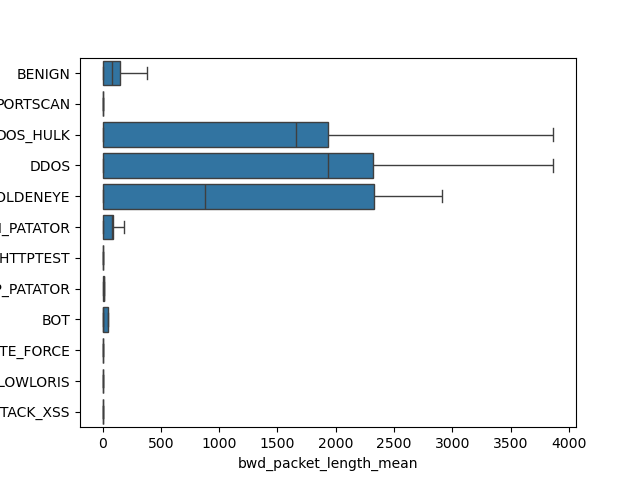 BENIGN
PORTSCAN
DOS_HULK
DDOS
OLDENEYE
H_PATATOR
HTTPTEST
P_PATATOR
BOT
TE_FORCE
LOWLORIS
TACK_XSS
0 500 1000 1500 2000 2500 3000 3500 4000
bwd_packet_length_mean